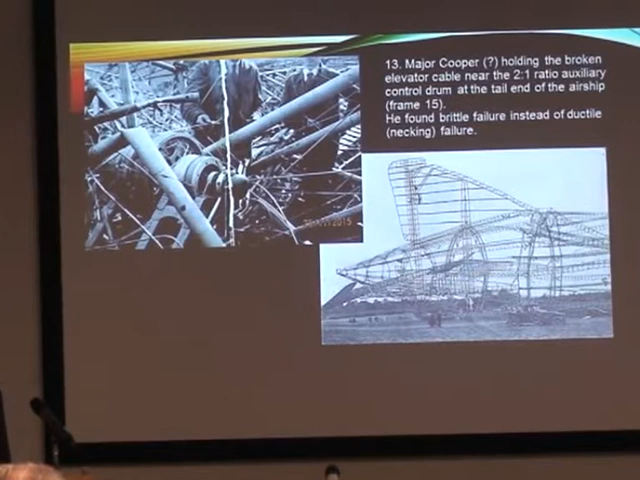 13. Major Cooper (?) holding the broken
elevator cable near the 2:1 ratio auxiliary
control drum at the tail end of the airship
(frame 15).
He found brittle failure instead of ductile
(necking) failure.